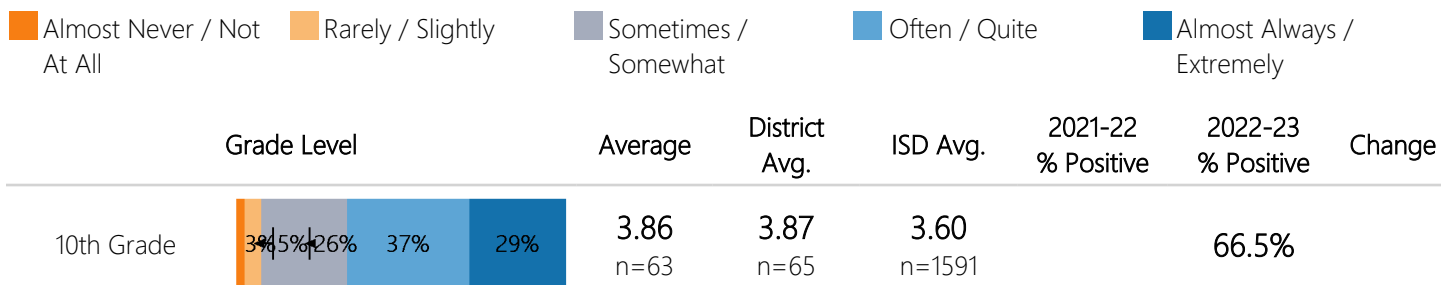 Almost Never / Not At All
Rarely / Slightly
Sometimes / Somewhat
Often / Quite
Almost Always / Extremely
Grade Level
Average
District Avg.
ISD Avg.
2021-22 % Positive
2022-23 % Positive
Change
10th Grade
3% 5% 26% 37% 29%
3.86
n=63
3.87
n=65
3.60
n=1591
66.5%